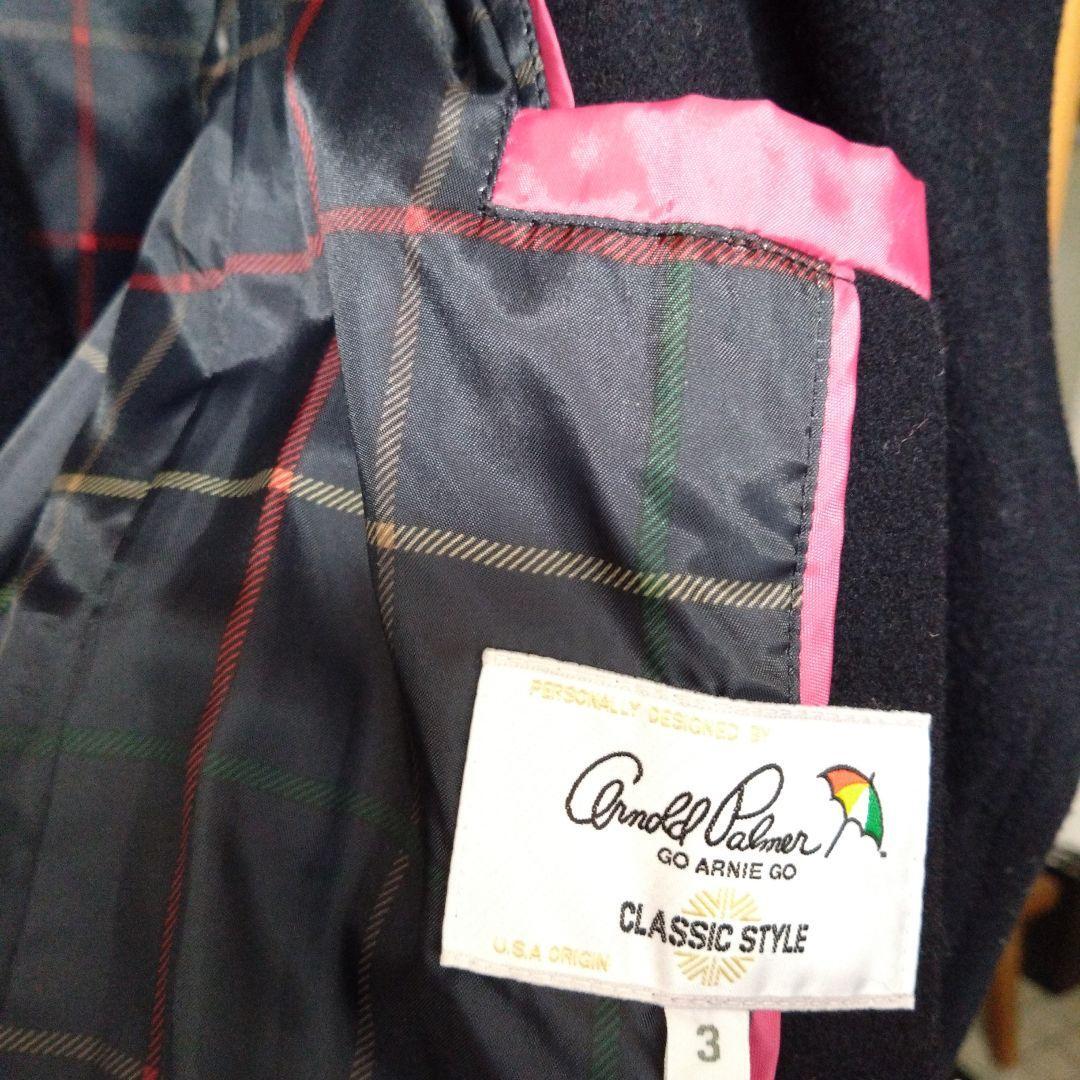 PERSONALLY DESIGNED BY
Arnold Palmer
GO ARNIE GO
CLASSIC STYLE
U.S.A ORIGIN
3